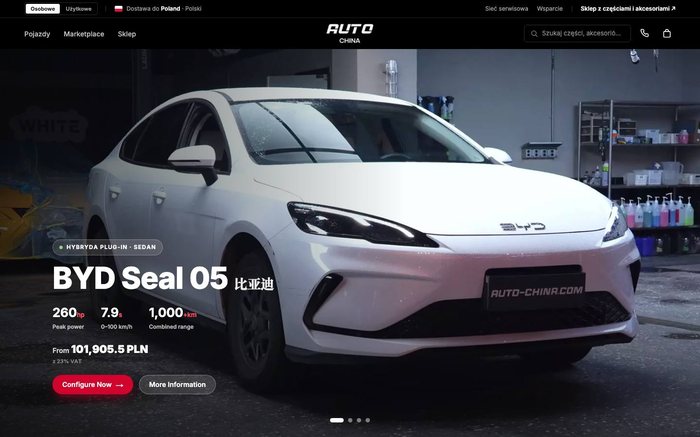 Osobowe Użytkowe Dostawa do Poland · Polski Sieć serwisowa Wsparcie Sklep z częściami i akcesoriami ↗
Pojazdy Marketplace Sklep AUTO CHINA Szukaj części, akcesorió...
WHITE
HYBRYDA PLUG-IN · SEDAN
BYD Seal 05 比亚迪
260hp 7.9s 1,000+km
Peak power 0–100 km/h Combined range
From 101,905.5 PLN
z 23% VAT
Configure Now → More Information
BYD
AUTO-CHINA.COM